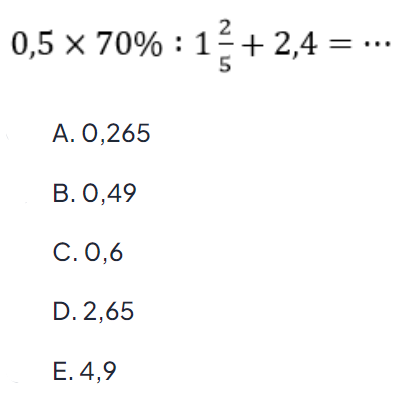 0,5 × 70% : 1 2/5 + 2,4 = ⋯
A. 0,265
B. 0,49
C. 0,6
D. 2,65
E. 4,9